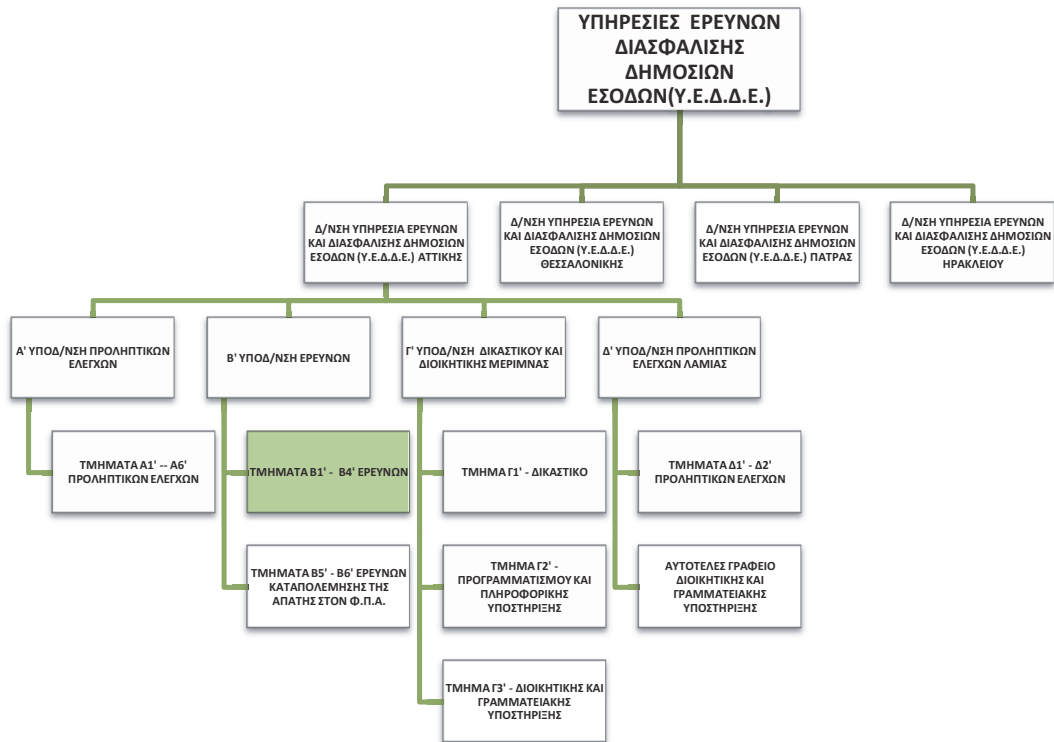 ΥΠΗΡΕΣΙΕΣ ΕΡΕΥΝΩΝ
ΔΙΑΣΦΑΛΙΣΗΣ
ΔΗΜΟΣΙΩΝ
ΕΣΟΔΩΝ(Υ.Ε.Δ.Δ.Ε.)
Δ/ΝΣΗ ΥΠΗΡΕΣΙΑ ΕΡΕΥΝΩΝ
ΚΑΙ ΔΙΑΣΦΑΛΙΣΗΣ ΔΗΜΟΣΙΩΝ
ΕΣΟΔΩΝ (Υ.Ε.Δ.Δ.Ε.) ΑΤΤΙΚΗΣ
Δ/ΝΣΗ ΥΠΗΡΕΣΙΑ ΕΡΕΥΝΩΝ
ΚΑΙ ΔΙΑΣΦΑΛΙΣΗΣ ΔΗΜΟΣΙΩΝ
ΕΣΟΔΩΝ (Υ.Ε.Δ.Δ.Ε.)
ΘΕΣΣΑΛΟΝΙΚΗΣ
Δ/ΝΣΗ ΥΠΗΡΕΣΙΑ ΕΡΕΥΝΩΝ
ΚΑΙ ΔΙΑΣΦΑΛΙΣΗΣ ΔΗΜΟΣΙΩΝ
ΕΣΟΔΩΝ (Υ.Ε.Δ.Δ.Ε.) ΠΑΤΡΑΣ
Δ/ΝΣΗ ΥΠΗΡΕΣΙΑ ΕΡΕΥΝΩΝ
ΚΑΙ ΔΙΑΣΦΑΛΙΣΗΣ ΔΗΜΟΣΙΩΝ
ΕΣΟΔΩΝ (Υ.Ε.Δ.Δ.Ε.)
ΗΡΑΚΛΕΙΟΥ
Α' ΥΠΟΔ/ΝΣΗ ΠΡΟΛΗΠΤΙΚΩΝ
ΕΛΕΓΧΩΝ
Β' ΥΠΟΔ/ΝΣΗ ΕΡΕΥΝΩΝ
Γ' ΥΠΟΔ/ΝΣΗ ΔΙΚΑΣΤΙΚΟΥ ΚΑΙ
ΔΙΟΙΚΗΤΙΚΗΣ ΜΕΡΙΜΝΑΣ
Δ' ΥΠΟΔ/ΝΣΗ ΠΡΟΛΗΠΤΙΚΩΝ
ΕΛΕΓΧΩΝ ΛΑΜΙΑΣ
ΤΜΗΜΑΤΑ Α1' -- Α6'
ΠΡΟΛΗΠΤΙΚΩΝ ΕΛΕΓΧΩΝ
ΤΜΗΜΑΤΑ Β1' - Β4' ΕΡΕΥΝΩΝ
ΤΜΗΜΑ Γ1' - ΔΙΚΑΣΤΙΚΟ
ΤΜΗΜΑΤΑ Δ1' - Δ2'
ΠΡΟΛΗΠΤΙΚΩΝ ΕΛΕΓΧΩΝ
ΤΜΗΜΑΤΑ Β5' - Β6' ΕΡΕΥΝΩΝ
ΚΑΤΑΠΟΛΕΜΗΣΗΣ ΤΗΣ
ΑΠΑΤΗΣ ΣΤΟΝ Φ.Π.Α.
ΤΜΗΜΑ Γ2' -
ΠΡΟΓΡΑΜΜΑΤΙΣΜΟΥ ΚΑΙ
ΠΛΗΡΟΦΟΡΙΚΗΣ
ΥΠΟΣΤΗΡΙΞΗΣ
ΑΥΤΟΤΕΛΕΣ ΓΡΑΦΕΙΟ
ΔΙΟΙΚΗΤΙΚΗΣ ΚΑΙ
ΓΡΑΜΜΑΤΕΙΑΚΗΣ
ΥΠΟΣΤΗΡΙΞΗΣ
ΤΜΗΜΑ Γ3' - ΔΙΟΙΚΗΤΙΚΗΣ ΚΑΙ
ΓΡΑΜΜΑΤΕΙΑΚΗΣ
ΥΠΟΣΤΗΡΙΞΗΣ